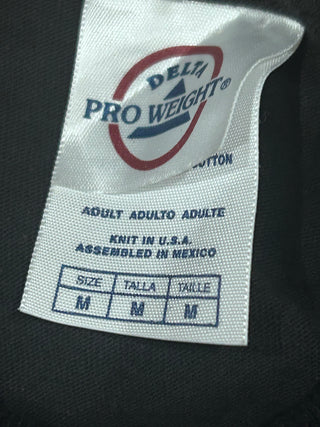 DELTA
PRO WEIGHT®
COTTON
ADULT ADULTO ADULTE
KNIT IN U.S.A.
ASSEMBLED IN MEXICO
SIZE TALLA TAILLE
M M M